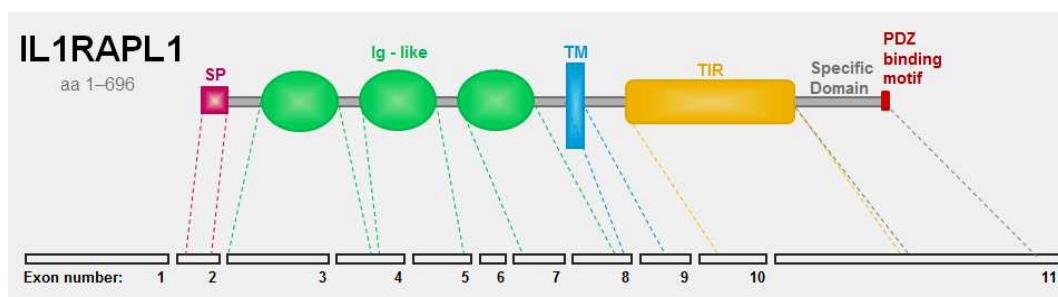 IL1RAPL1
aa 1–696
SP
Ig - like
TM
TIR
Specific
Domain
PDZ
binding
motif
Exon number: 1 2 3 4 5 6 7 8 9 10 11